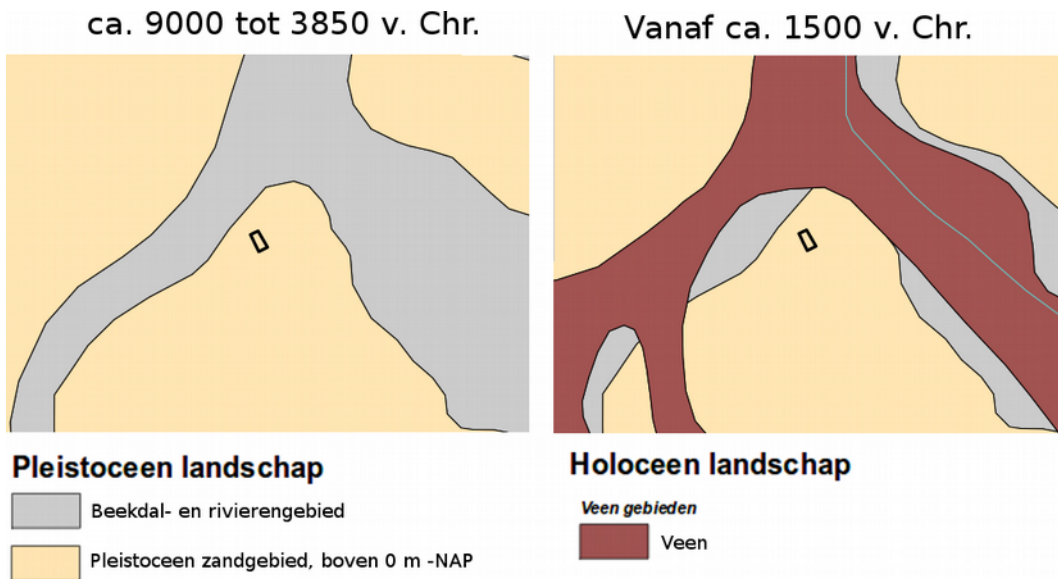 ca. 9000 tot 3850 v. Chr.
Vanaf ca. 1500 v. Chr.
Pleistoceen landschap
Beekdal- en rivierengebied
Pleistoceen zandgebied, boven 0 m -NAP
Holoceen landschap
Veen gebieden
Veen